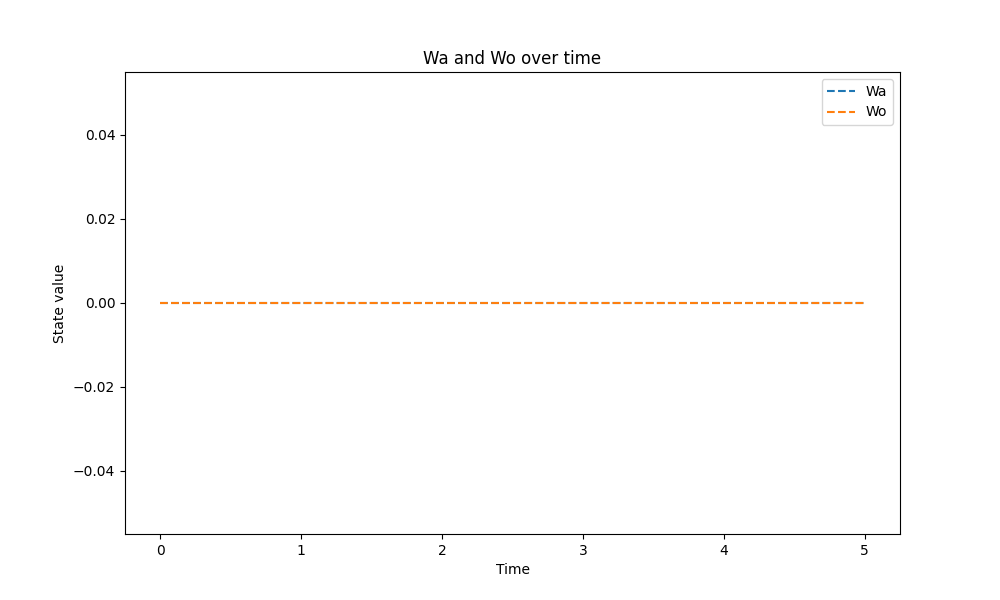 Wa and Wo over time
Wa
Wo
0.04
0.02
0.00
−0.02
−0.04
State value
0 1 2 3 4 5
Time